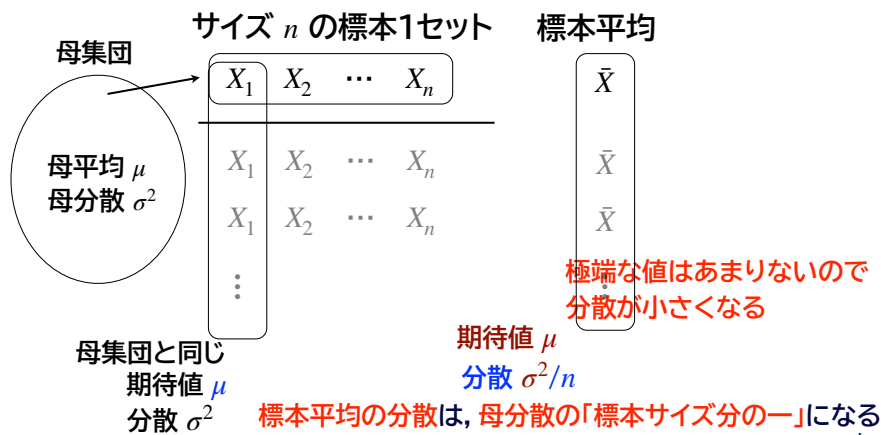 サイズ n の標本1セット 標本平均
母集団
X₁ X₂ ⋯ Xₙ X̄
母平均 μ
母分散 σ²
X₁ X₂ ⋯ Xₙ X̄
X₁ X₂ ⋯ Xₙ X̄
⋮ ⋮
極端な値はあまりないので
分散が小さくなる
母集団と同じ
期待値 μ
分散 σ²
期待値 μ
分散 σ²/n
標本平均の分散は, 母分散の「標本サイズ分の一」になる